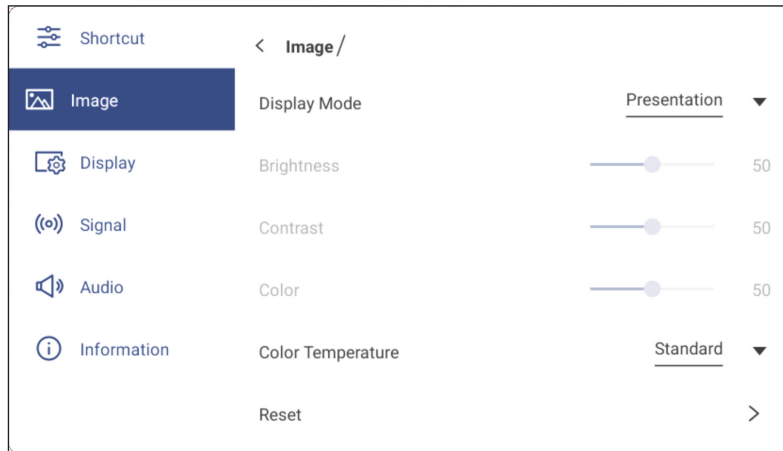 Shortcut
Image
Display
Signal
Audio
Information
< Image/
Display Mode Presentation
Brightness 50
Contrast 50
Color 50
Color Temperature Standard
Reset